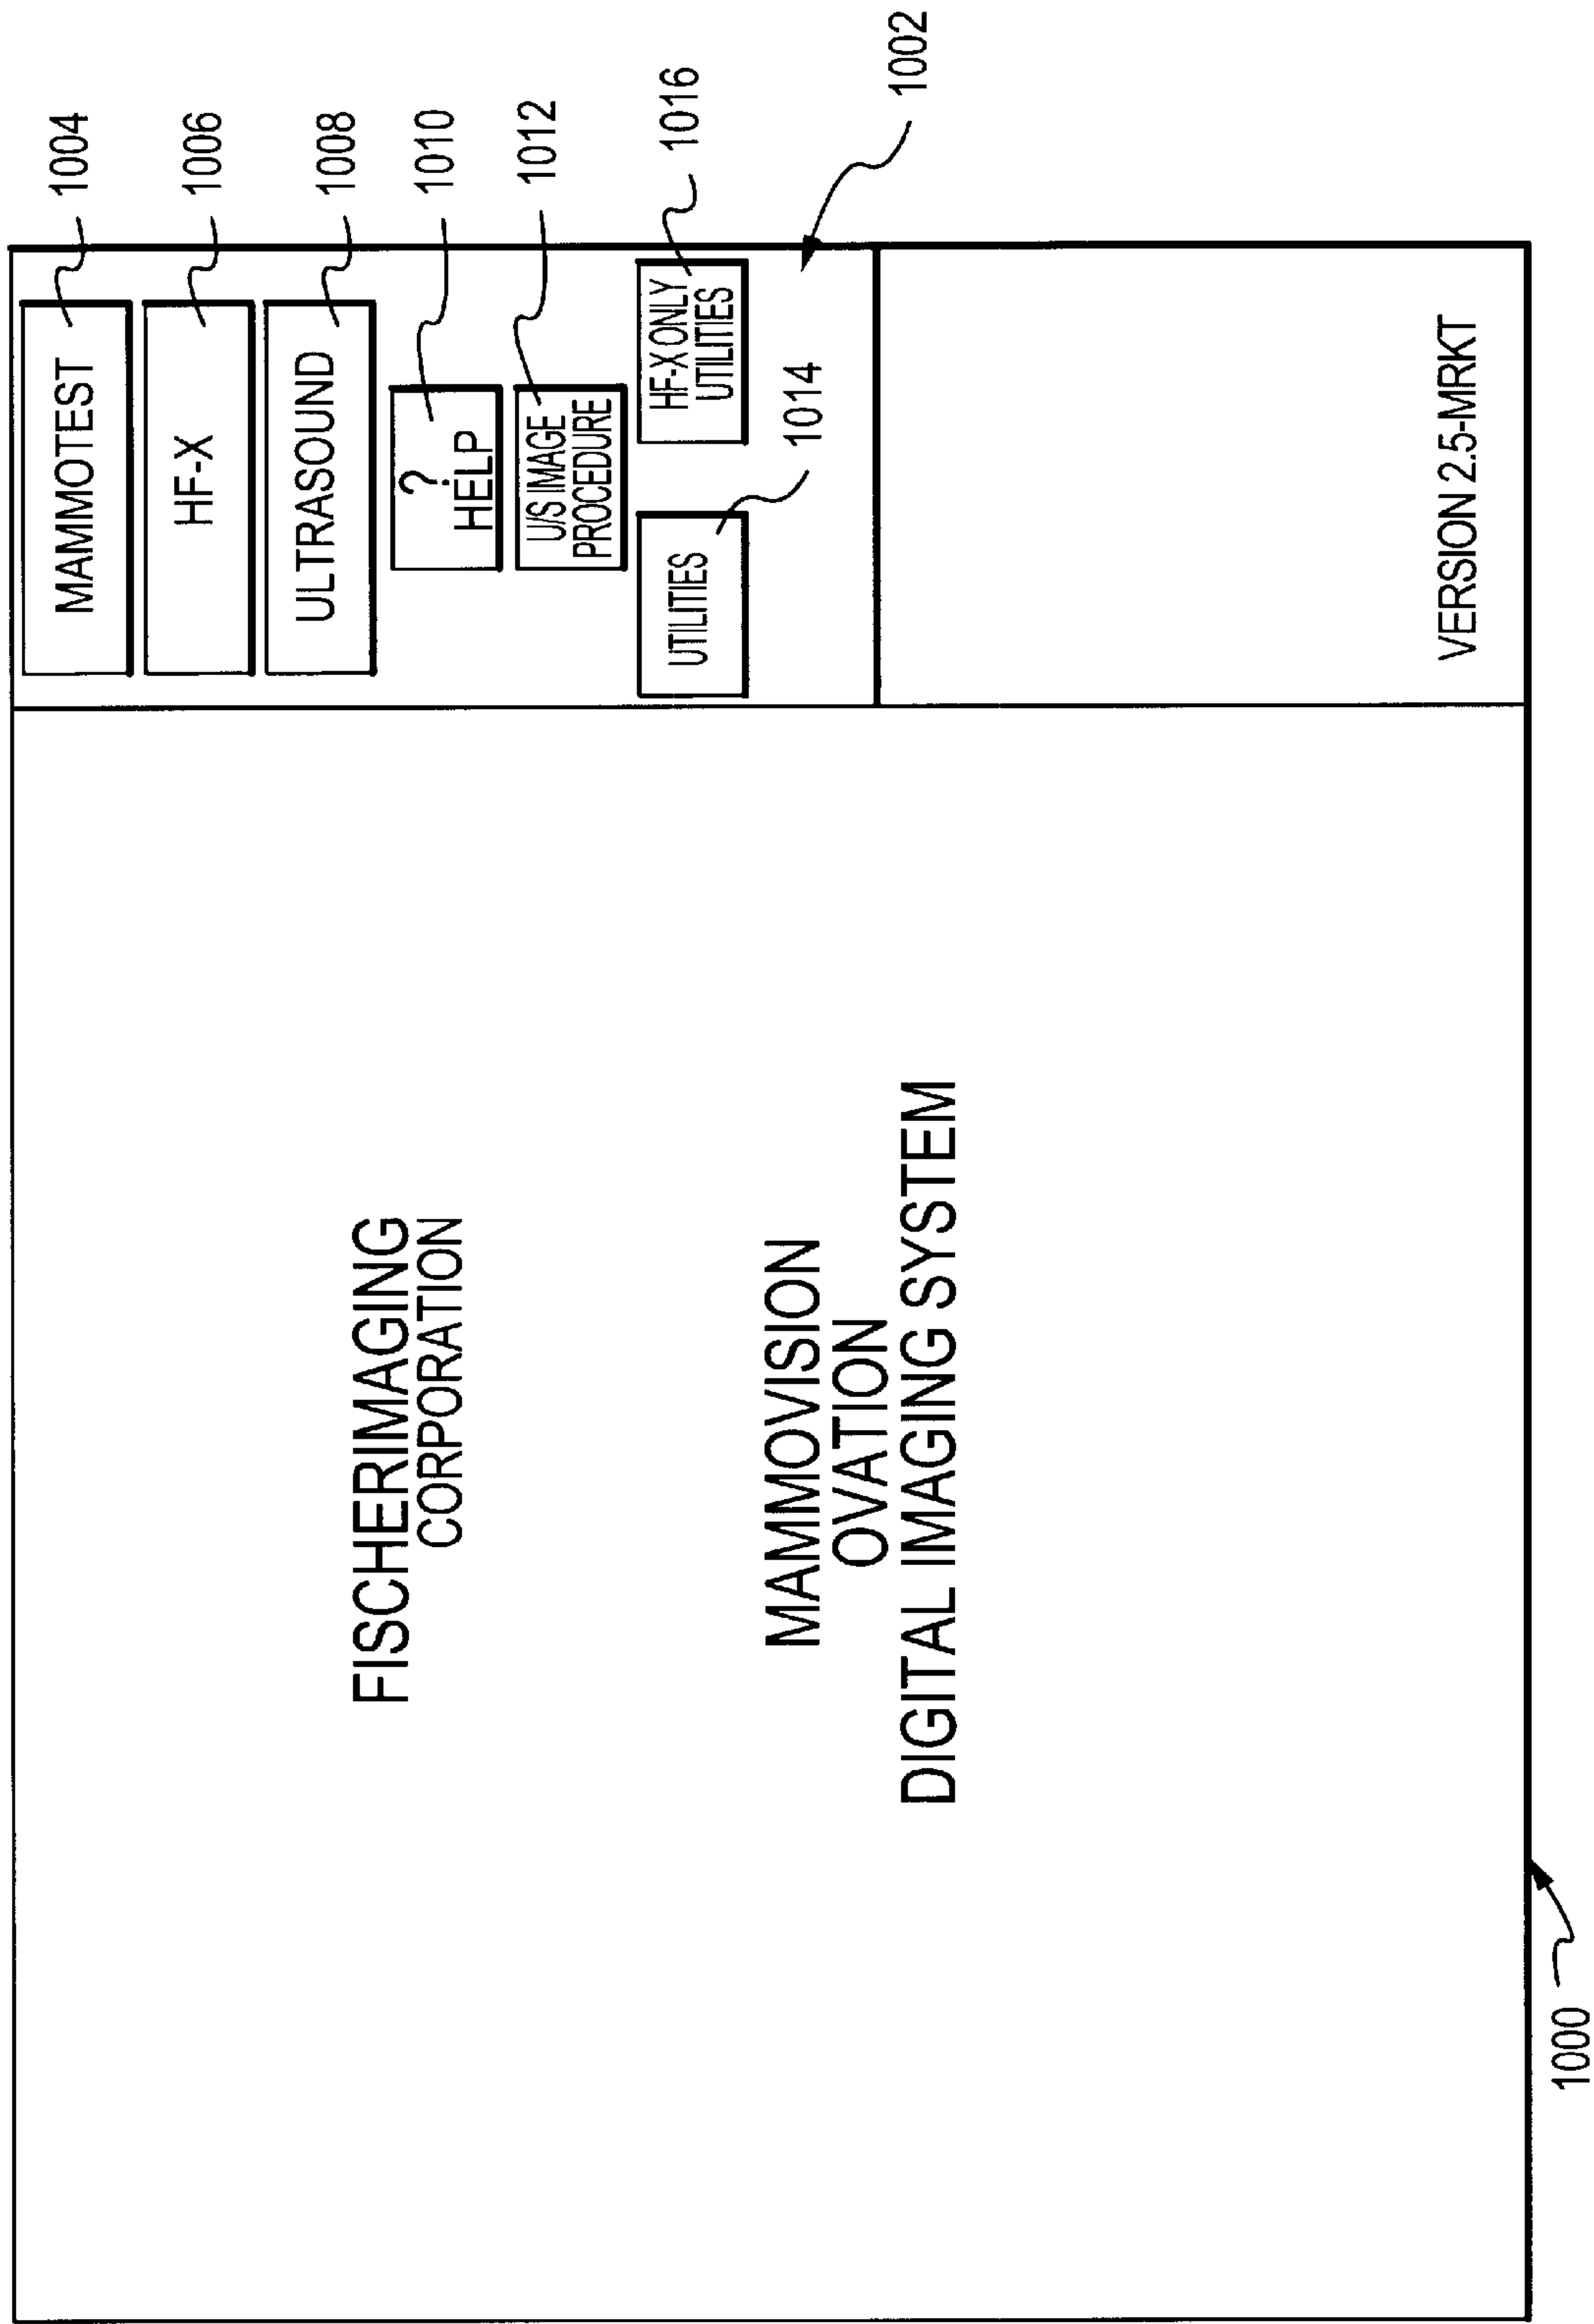 FISCHERIMAGING
CORPORATION
MAMMOVISION
OVATION
DIGITAL IMAGING SYSTEM
MAMMOTEST
1004
HF-X
1006
ULTRASOUND
1008
?
HELP
1010
U/S IMAGE
PROCEDURE
1012
UTILITIES
1014
HF-X ONLY
UTILITIES
1016
1002
VERSION 2.5-MRKT
1000